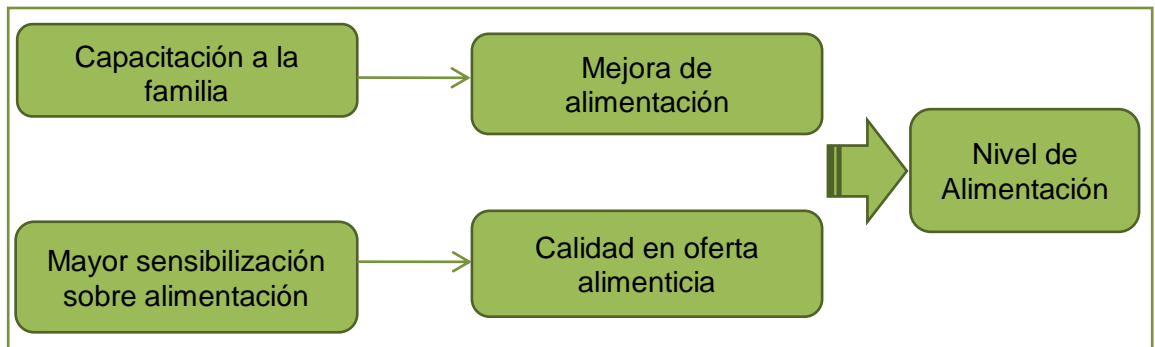 Capacitación a la
familia
Mejora de
alimentación
Nivel de
Alimentación
Mayor sensibilización
sobre alimentación
Calidad en oferta
alimenticia